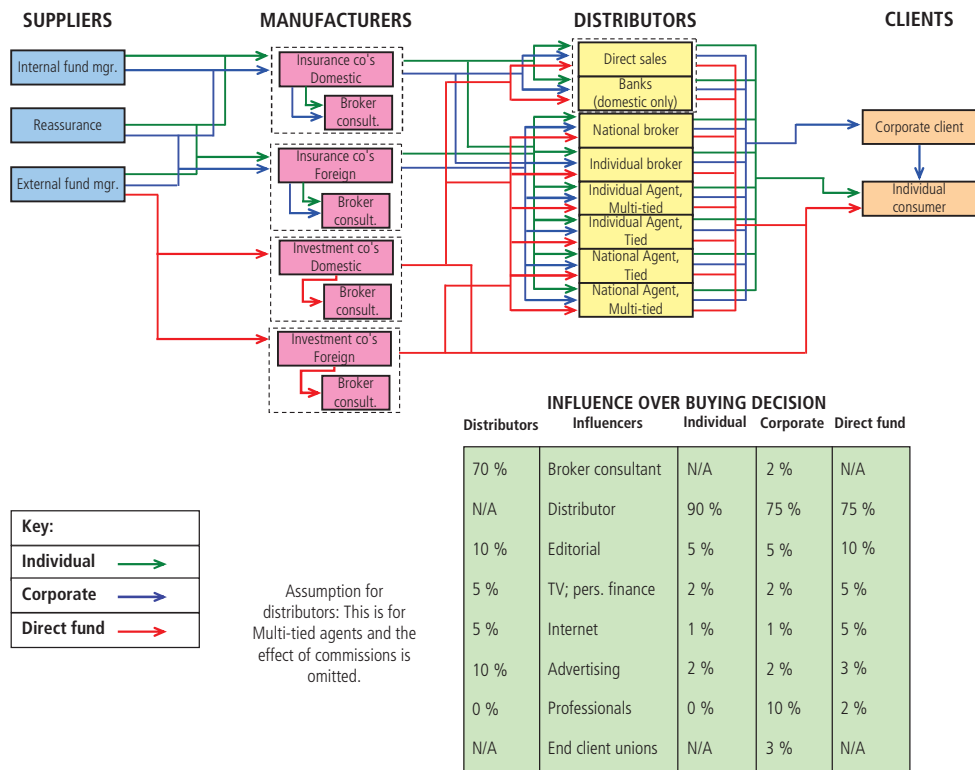 SUPPLIERS
MANUFACTURERS
DISTRIBUTORS
CLIENTS
Internal fund mgr.
Reassurance
External fund mgr.
Insurance co's
Domestic
Broker
consult.
Insurance co's
Foreign
Broker
consult.
Investment co's
Domestic
Broker
consult.
Investment co's
Foreign
Broker
consult.
Direct sales
Banks
(domestic only)
National broker
Individual broker
Individual Agent,
Multi-tied
Individual Agent,
Tied
National Agent,
Tied
National Agent,
Multi-tied
Corporate client
Individual
consumer
Key:
Individual
Corporate
Direct fund
Assumption for
distributors: This is for
Multi-tied agents and the
effect of commissions is
omitted.
INFLUENCE OVER BUYING DECISION
Distributors Influencers Individual Corporate Direct fund
70 % Broker consultant N/A 2 % N/A
N/A Distributor 90 % 75 % 75 %
10 % Editorial 5 % 5 % 10 %
5 % TV; pers. finance 2 % 2 % 5 %
5 % Internet 1 % 1 % 5 %
10 % Advertising 2 % 2 % 3 %
0 % Professionals 0 % 10 % 2 %
N/A End client unions N/A 3 % N/A